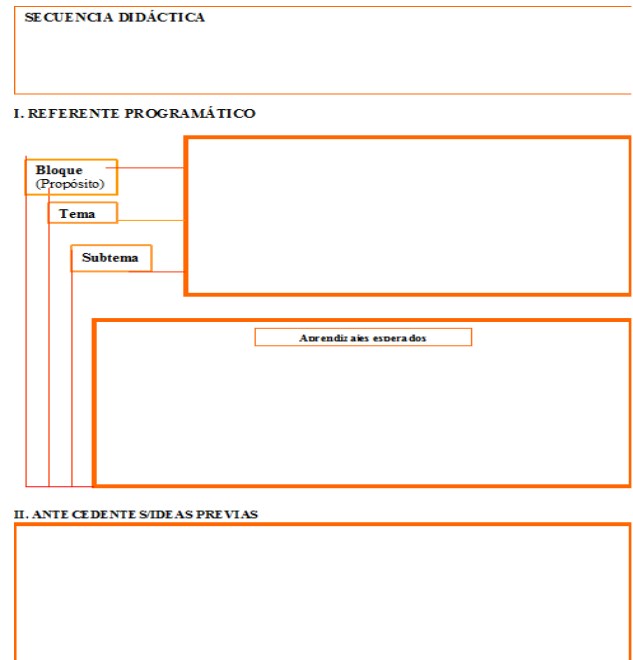 SECUENCIA DIDÁCTICA
I. REFERENTE PROGRAMÁTICO
Bloque
(Propósito)
Tema
Subtema
Aprendizajes esperados
II. ANTECEDENTES/IDEAS PREVIAS